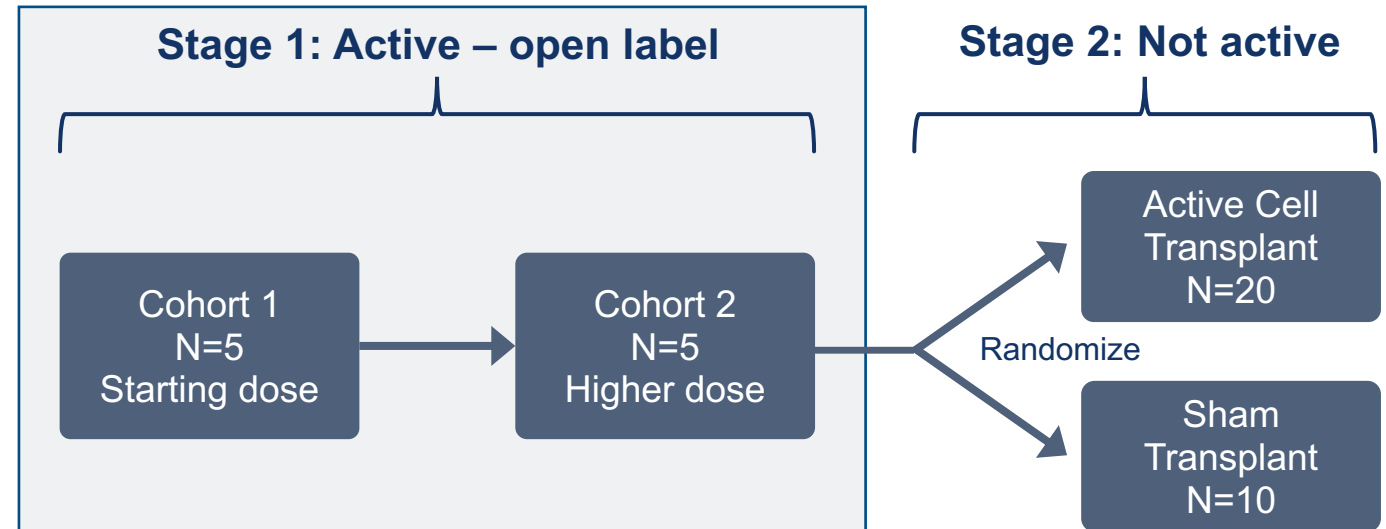 Stage 1: Active – open label
Stage 2: Not active
Cohort 1
N=5
Starting dose
Cohort 2
N=5
Higher dose
Randomize
Active Cell
Transplant
N=20
Sham
Transplant
N=10